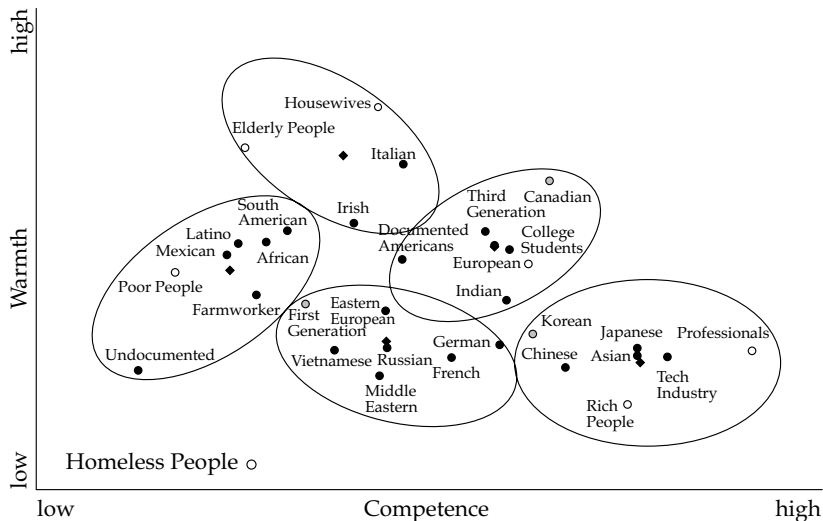 high
Housewives
Elderly People
Italian
Third
Generation
Canadian
South
American
Irish
Latino
Documented
Americans
College
Students
Mexican
African
European
Poor People
Indian
Farmworker
First
Generation
Eastern
European
Korean
Japanese
Professionals
German
Undocumented
Vietnamese
Russian
Chinese
Asian
French
Tech
Industry
Middle
Eastern
Rich
People
Warmth
Homeless People
low
low
Competence
high